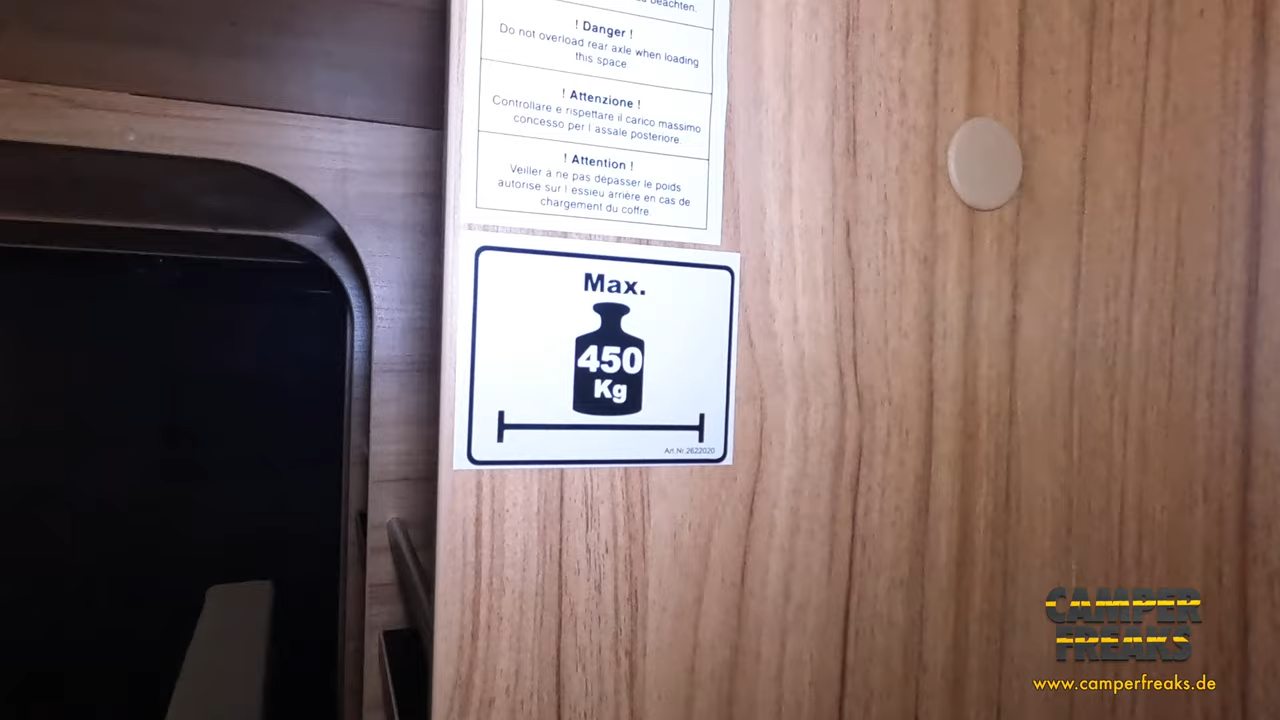 beachten.
! Danger !
Do not overload rear axle when loading
this space
! Attenzione !
Controllare e rispettare il carico massimo
concesso per l assale posteriore.
! Attention !
Veiller a ne pas depasser le poids
autorise sur l essieu arriere en cas de
chargement du coffre.
Max.
450
Kg
Art.Nr.2622020
CAMPER
FREAKS
www.camperfreaks.de